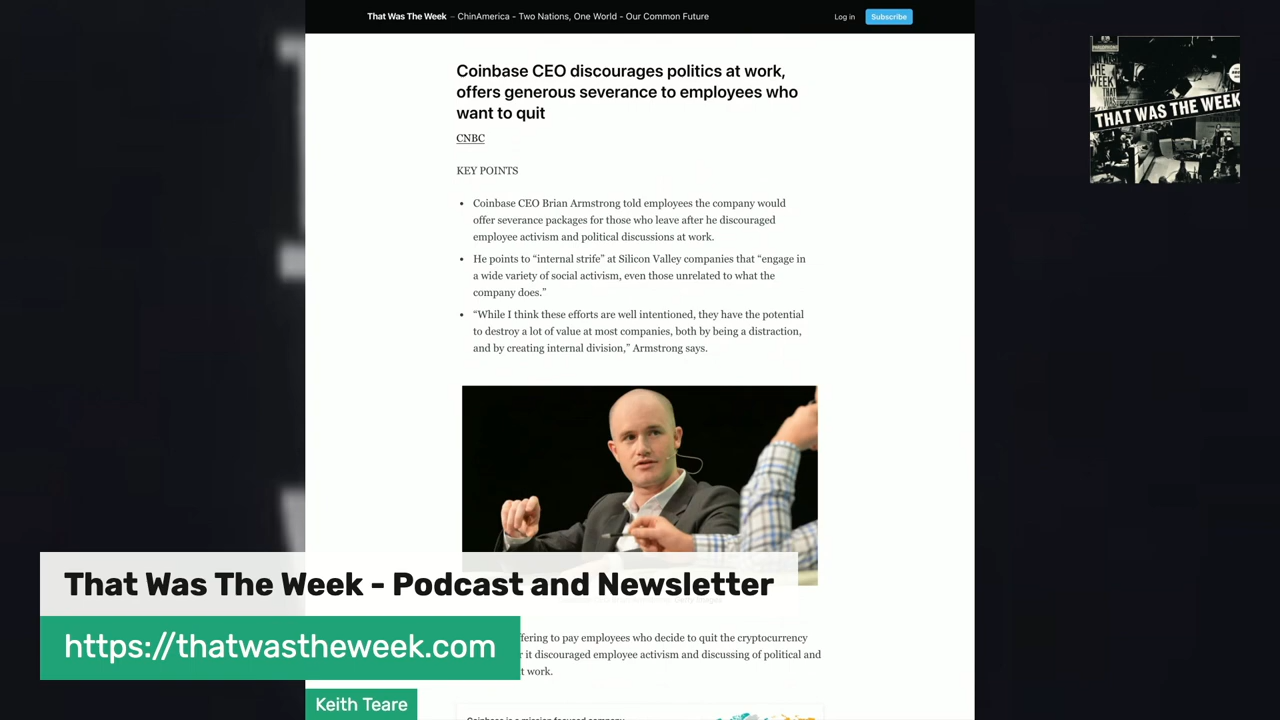 That Was The Week – ChinAmerica - Two Nations, One World - Our Common Future
Log in
Subscribe
Coinbase CEO discourages politics at work,
offers generous severance to employees who
want to quit
CNBC
KEY POINTS
• Coinbase CEO Brian Armstrong told employees the company would
offer severance packages for those who leave after he discouraged
employee activism and political discussions at work.
• He points to “internal strife” at Silicon Valley companies that “engage in
a wide variety of social activism, even those unrelated to what the
company does.”
• “While I think these efforts are well intentioned, they have the potential
to destroy a lot of value at most companies, both by being a distraction,
and by creating internal division,” Armstrong says.
THE
WEEK
THAT WAS THE WEEK
That Was The Week - Podcast and Newsletter
https://thatwastheweek.com
to pay employees who decide to quit the cryptocurrency
it discouraged employee activism and discussing of political and
work.
Keith Teare
Coinbase is a mission focused company